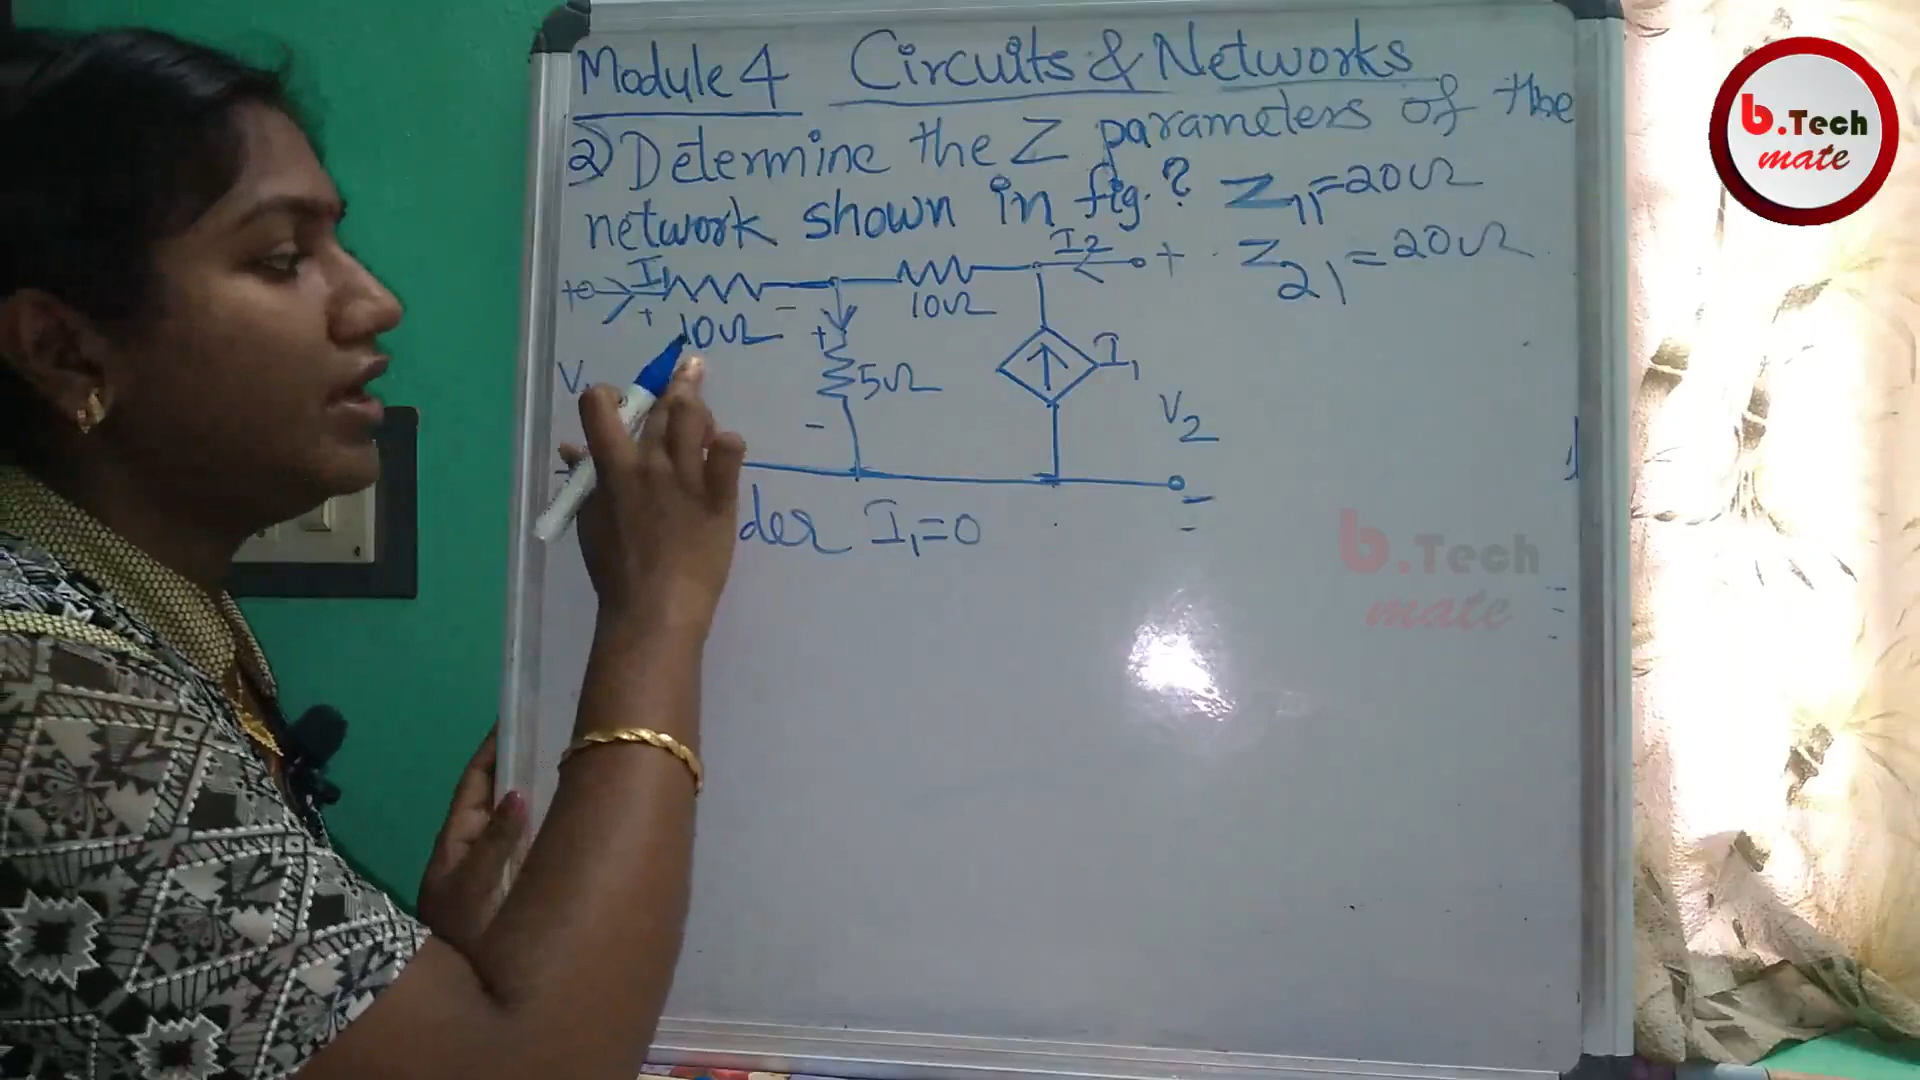 Module 4 Circuits & Networks
2) Determine the Z parameters of the
network shown in fig.? Z11=20Ω
Z21=20Ω
+ I1 I2 +
+ 10Ω - + 10Ω
5Ω I1
-
V2
-
der I1=0
b.Tech
mate
b.Tech
mate